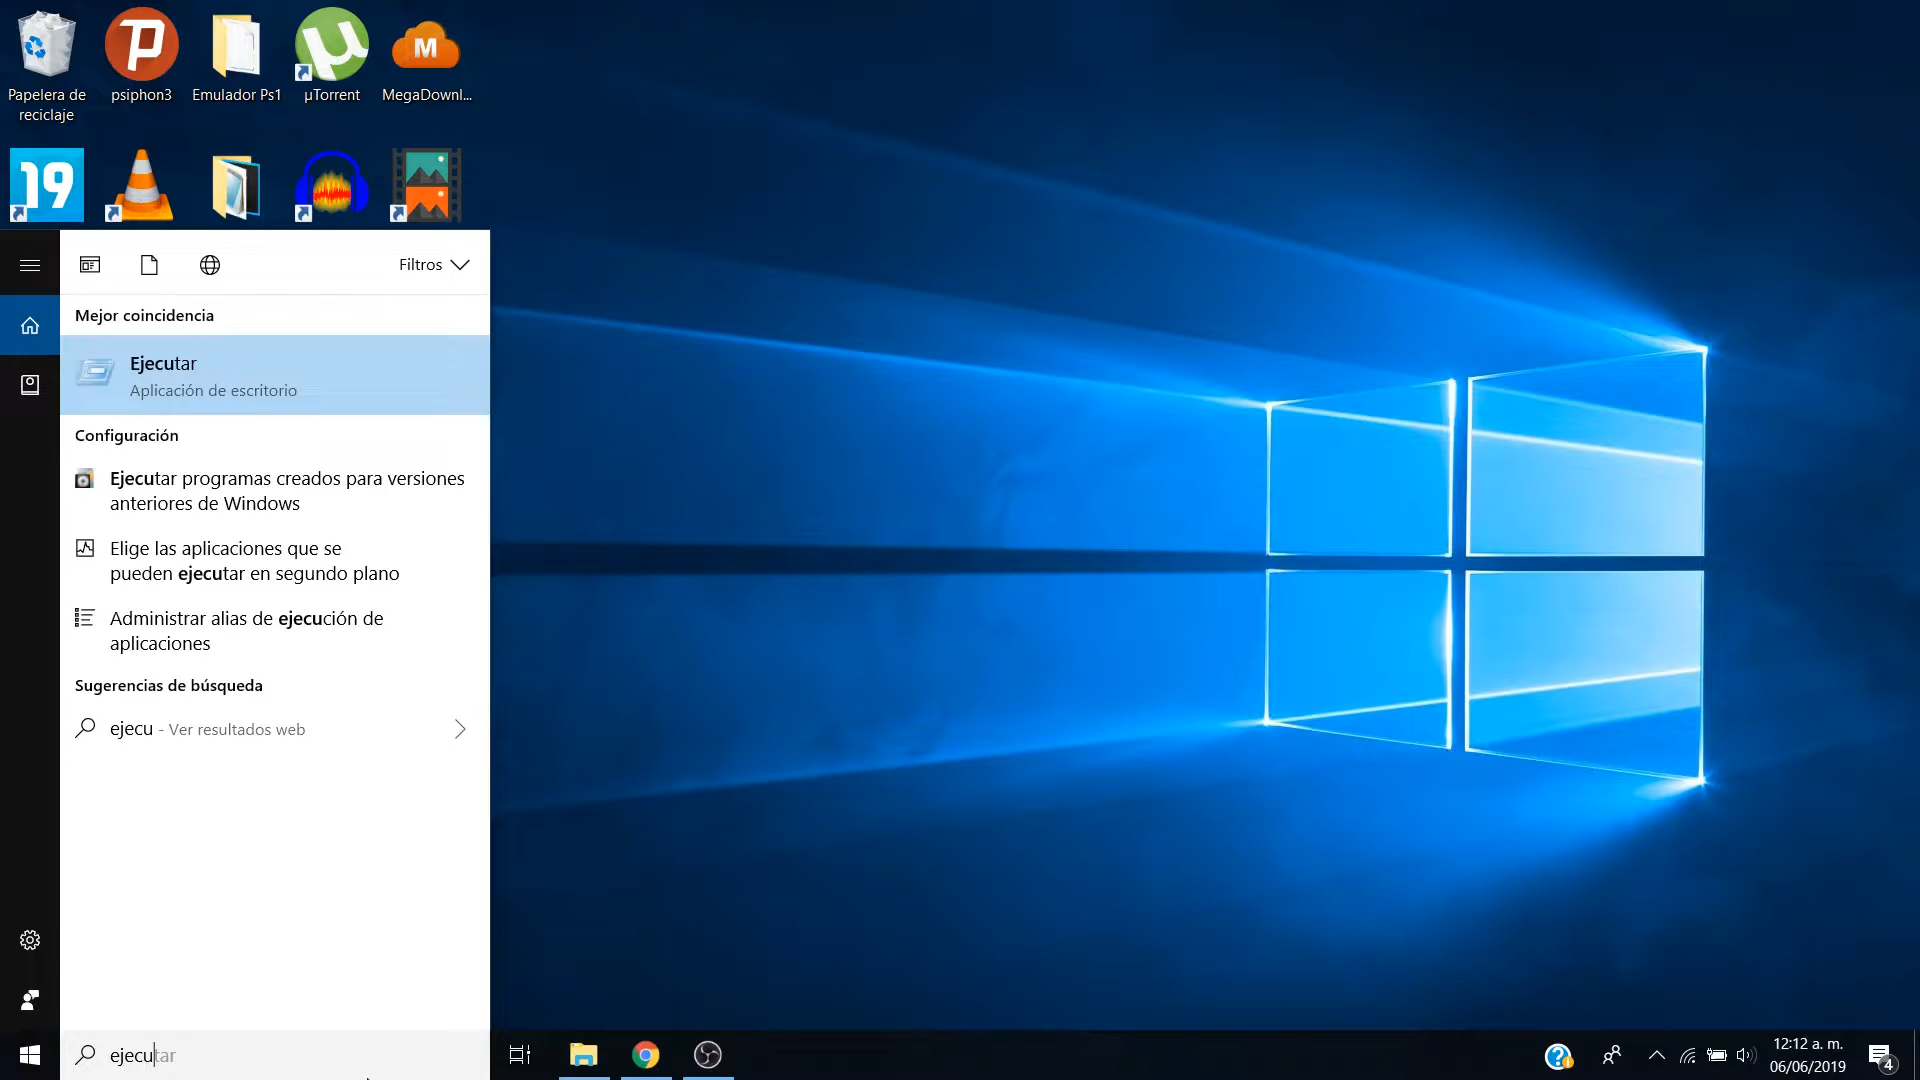 Papelera de
reciclaje
psiphon3
Emulador Ps1
µTorrent
MegaDownl...
M
19
Filtros
Mejor coincidencia
Ejecutar
Aplicación de escritorio
Configuración
Ejecutar programas creados para versiones
anteriores de Windows
Elige las aplicaciones que se
pueden ejecutar en segundo plano
Administrar alias de ejecución de
aplicaciones
Sugerencias de búsqueda
ejecu - Ver resultados web
ejecutar
12:12 a. m.
06/06/2019
4